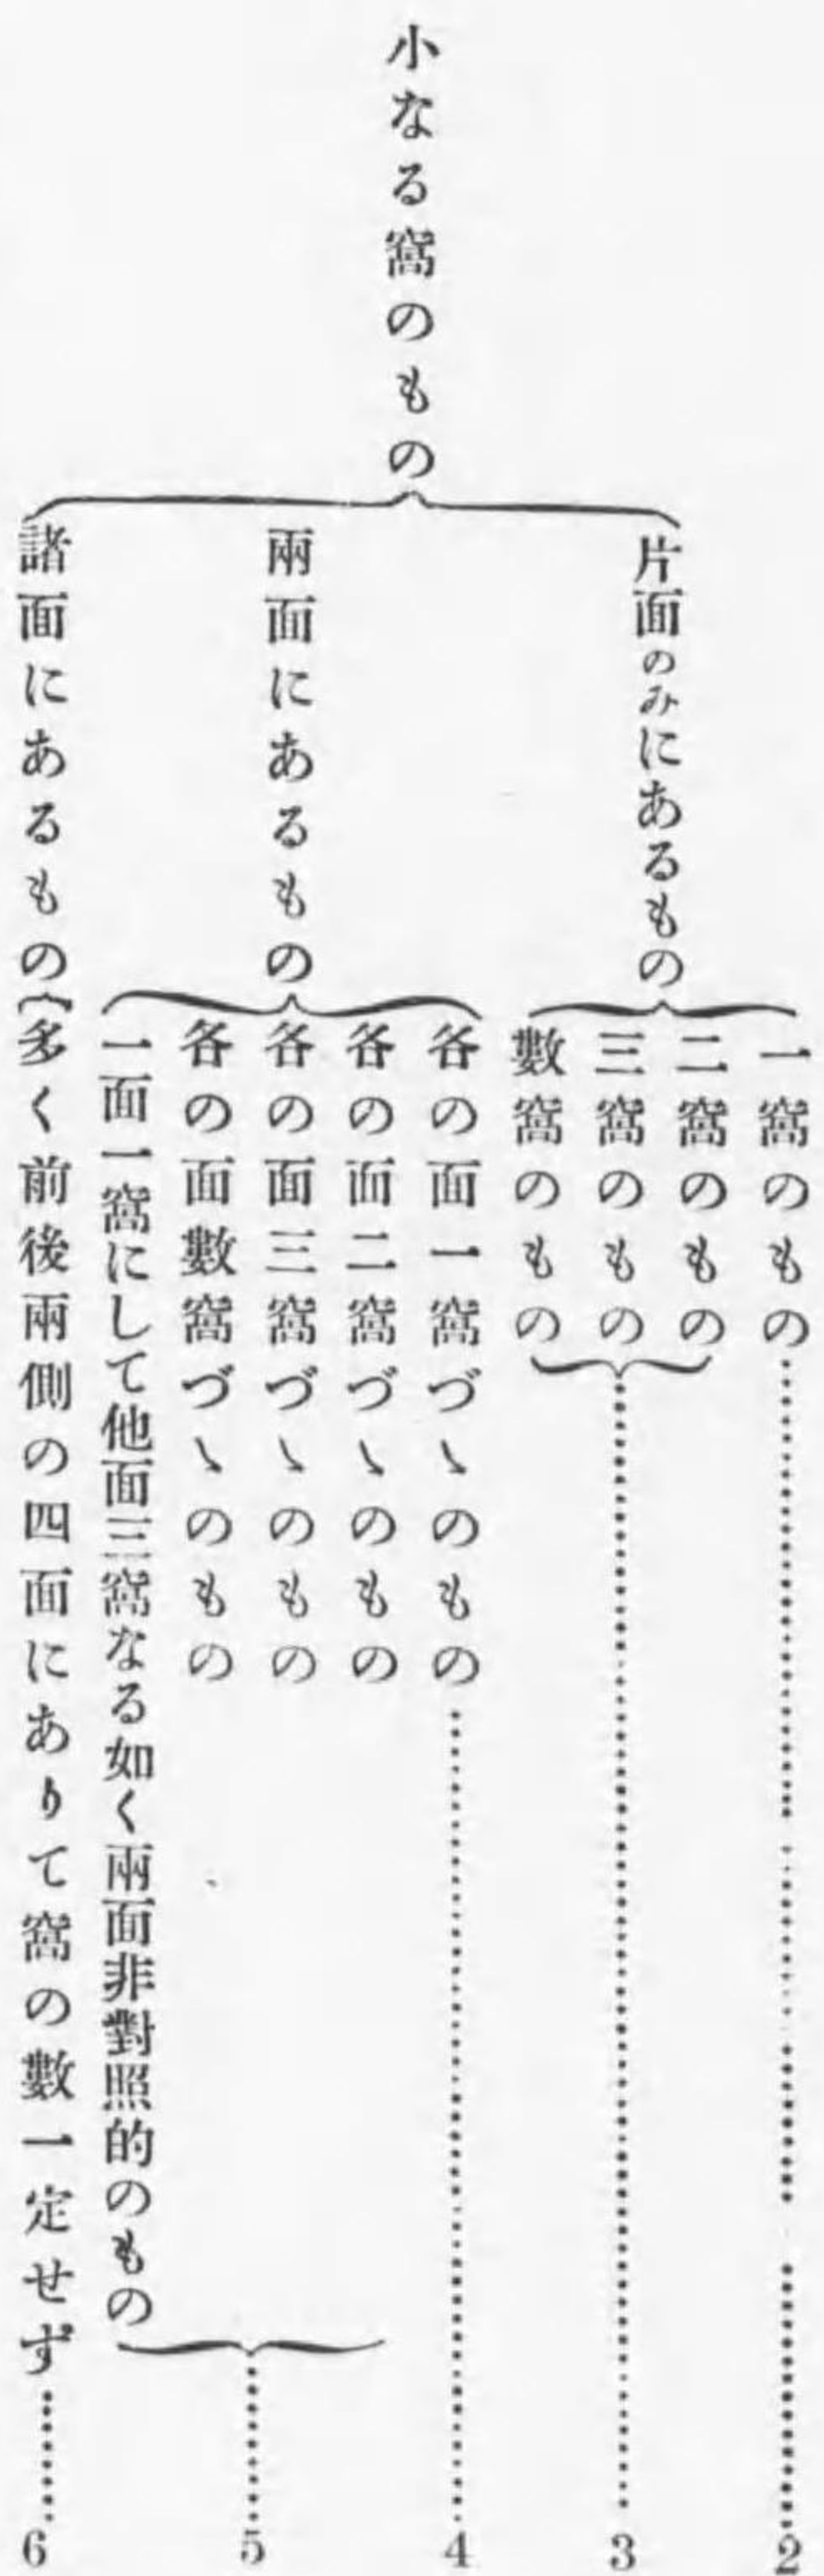 小なる窩のもの
片面のみにあるもの
一窩のもの
2
二窩のもの
三窩のもの
數窩のもの
3
兩面にあるもの
各の面一窩づゝのもの
4
各の面二窩づゝのもの
各の面三窩づゝのもの
各の面數窩づゝのもの
一面一窩にして他面三窩なる如く兩面非對照的のもの
5
諸面にあるもの
多く前後兩側の四面にありて窩の數一定せず
6